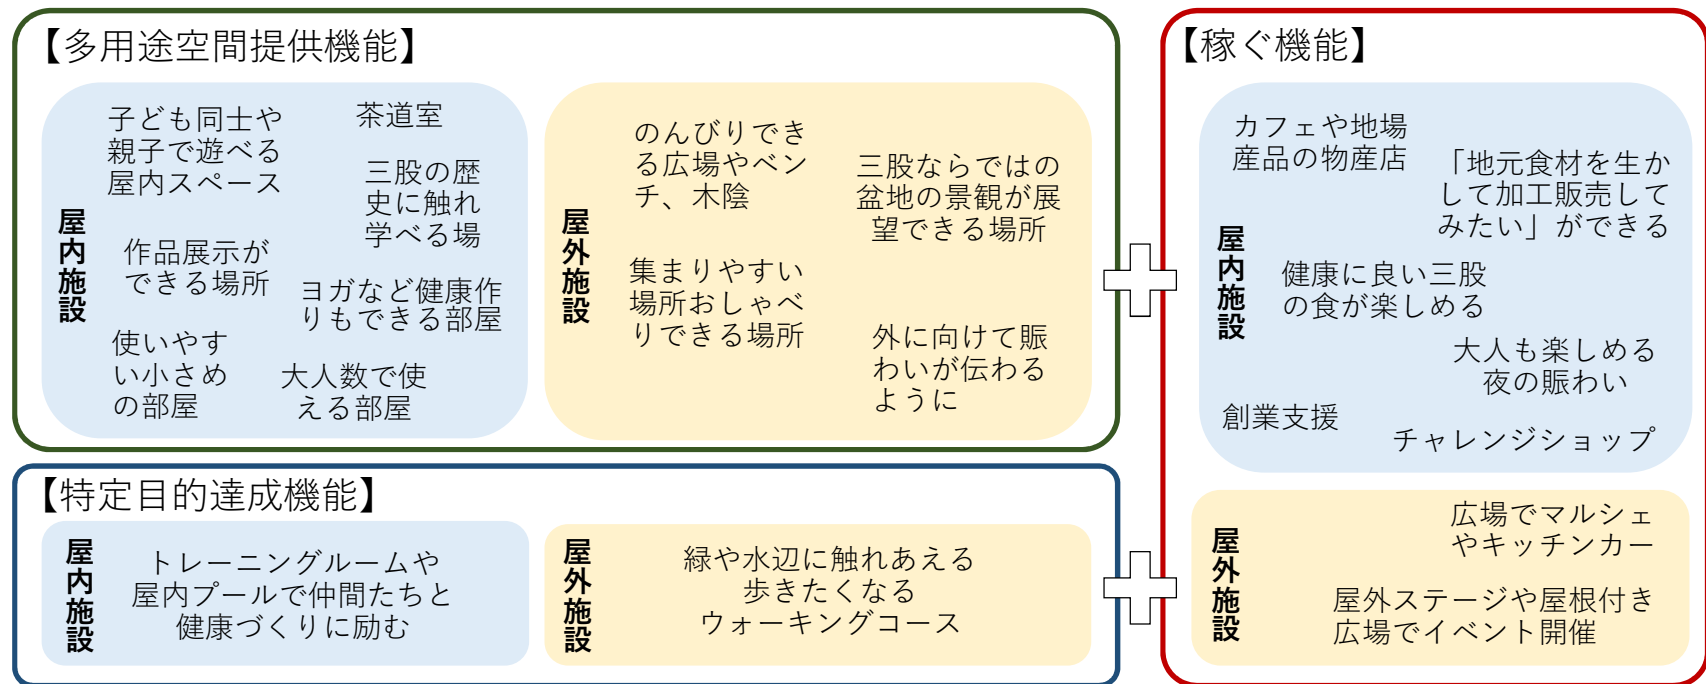 【多用途空間提供機能】
屋内施設
子ども同士や
親子で遊べる
屋内スペース
茶道室
三股の歴
史に触れ
学べる場
作品展示が
できる場所
ヨガなど健康作
りもできる部屋
使いやす
い小さめ
の部屋
大人数で使
える部屋
屋外施設
のんびりでき
る広場やベン
チ、木陰
三股ならではの
盆地の景観が展
望できる場所
集まりやすい
場所おしゃべ
りできる場所
外に向けて賑
わいが伝わる
ように
【特定目的達成機能】
屋内施設
トレーニングルームや
屋内プールで仲間たちと
健康づくりに励む
屋外施設
緑や水辺に触れあえる
歩きたくなる
ウォーキングコース
【稼ぐ機能】
屋内施設
カフェや地場
産品の物産店
「地元食材を生か
して加工販売して
みたい」ができる
健康に良い三股
の食が楽しめる
大人も楽しめる
夜の賑わい
創業支援
チャレンジショップ
屋外施設
広場でマルシェ
やキッチンカー
屋外ステージや屋根付き
広場でイベント開催